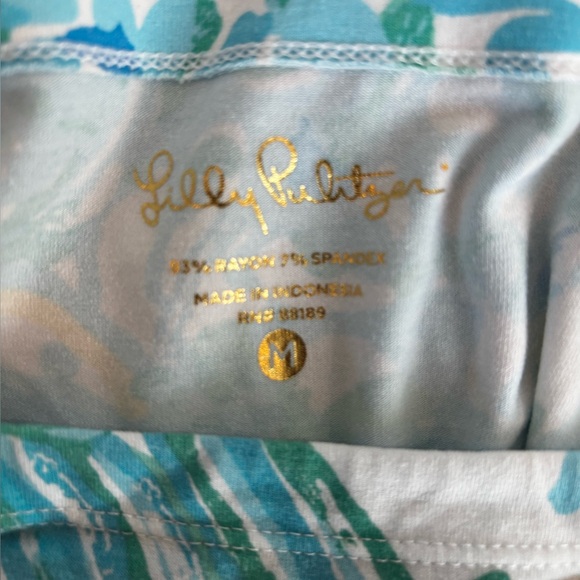 Lilly Pulitzer
93% RAYON 7% SPANDEX
MADE IN INDONESIA
RN# 88189
M